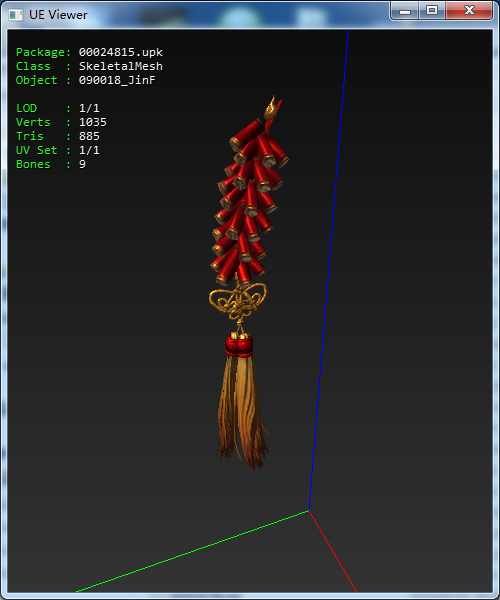 UE Viewer
Package: 00024815.upk
Class : SkeletalMesh
Object : 090018_JinF
LOD : 1/1
Verts : 1035
Tris : 885
UV Set : 1/1
Bones : 9